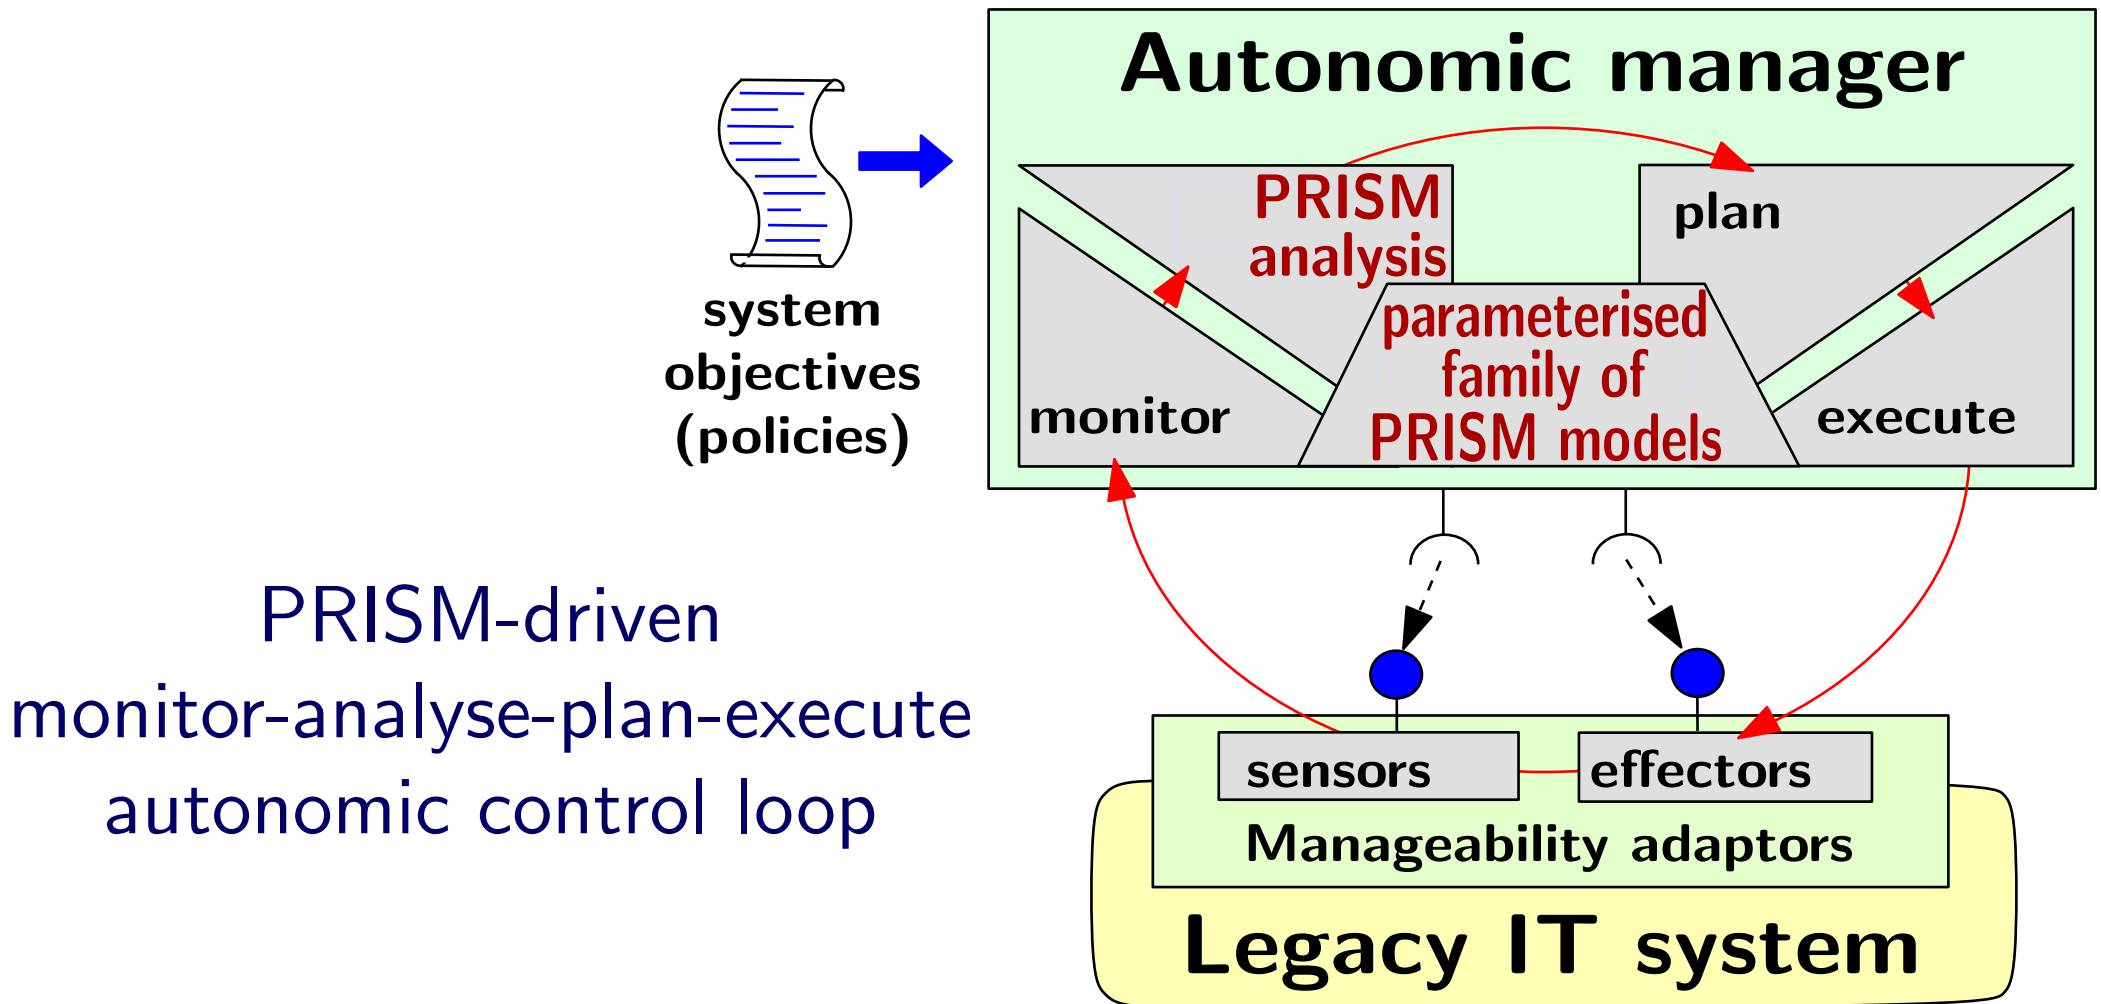 Autonomic manager
PRISM
analysis
plan
system
objectives
(policies)
parameterised
family of
PRISM models
monitor
execute
PRISM-driven
monitor-analyse-plan-execute
autonomic control loop
sensors
effectors
Manageability adaptors
Legacy IT system